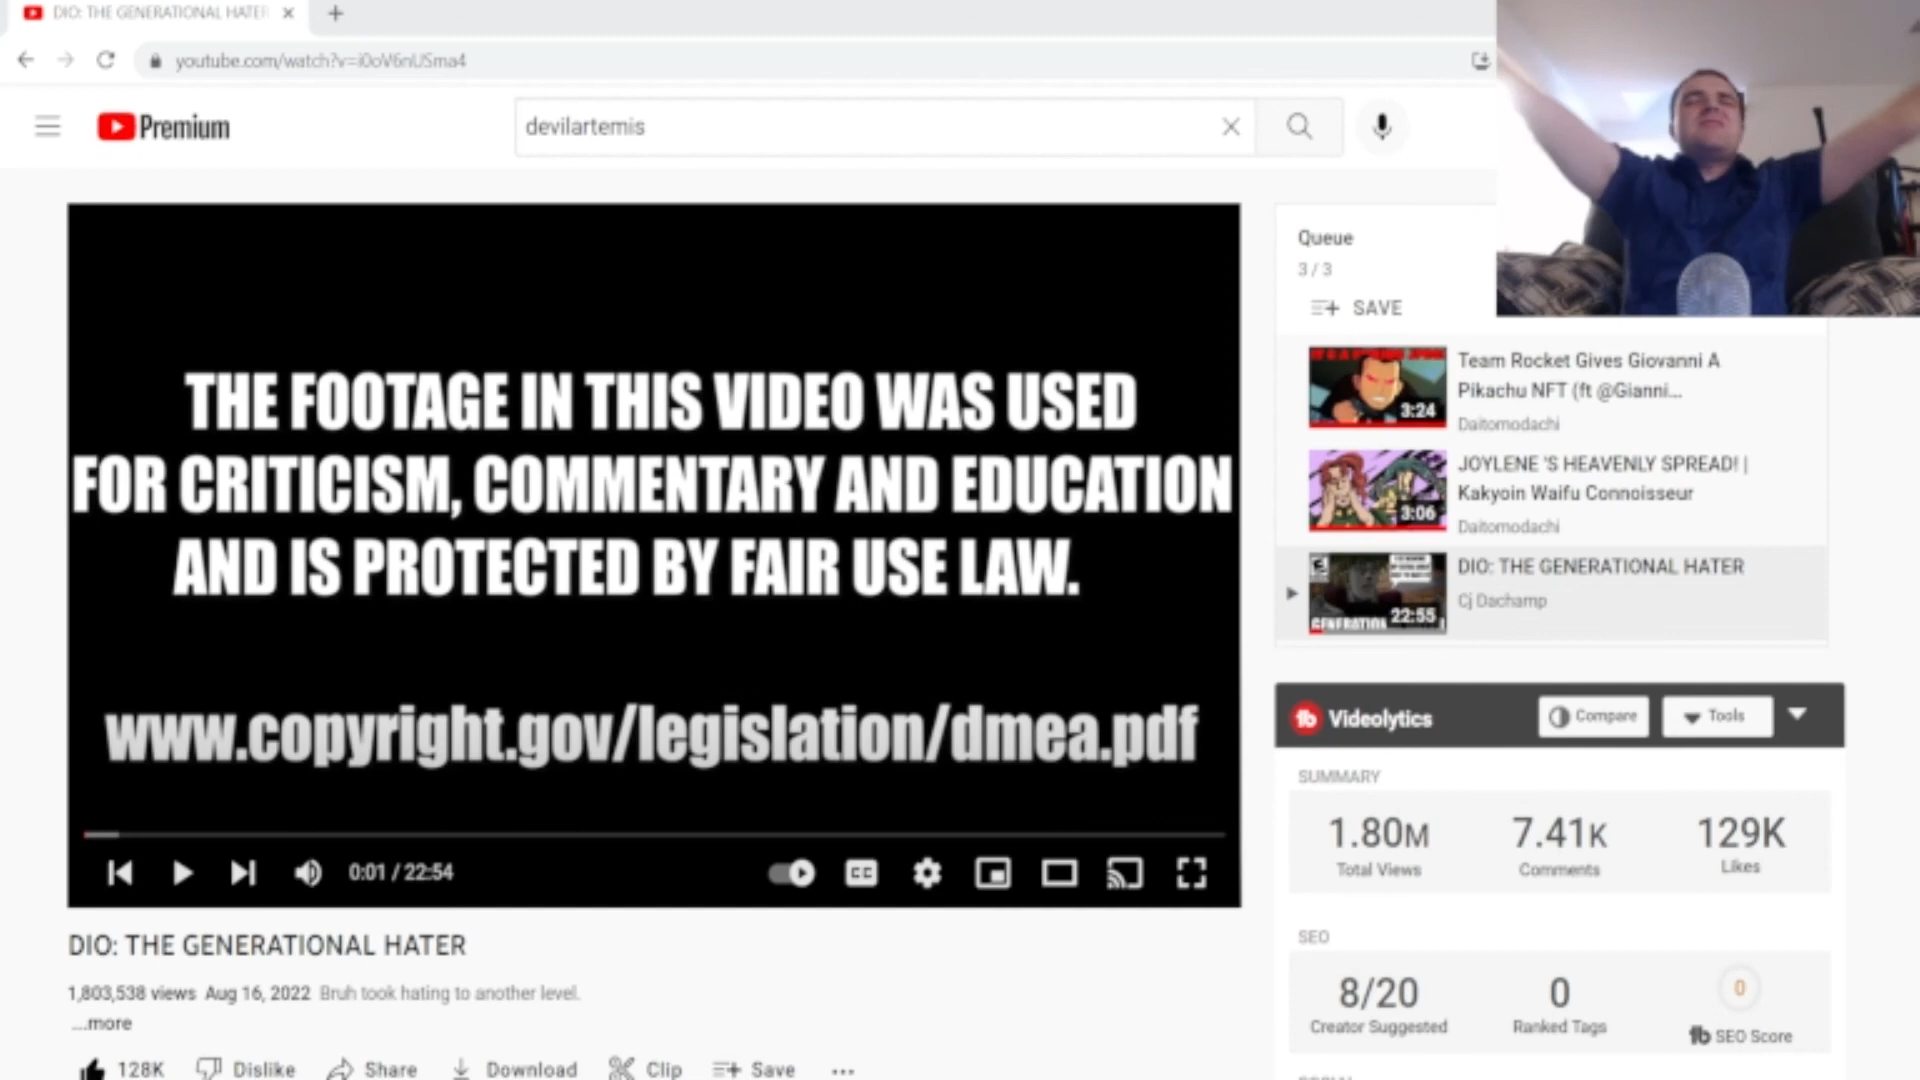 DIO: THE GENERATIONAL HATER
youtube.com/watch?v=i0oV6nUSma4
Premium
devilartemis
THE FOOTAGE IN THIS VIDEO WAS USED
FOR CRITICISM, COMMENTARY AND EDUCATION
AND IS PROTECTED BY FAIR USE LAW.
www.copyright.gov/legislation/dmea.pdf
0:01 / 22:54
CC
DIO: THE GENERATIONAL HATER
1,803,538 views Aug 16, 2022 Bruh took hating to another level.
...more
128K Dislike Share Download Clip Save
Queue
3 / 3
SAVE
3:24
Team Rocket Gives Giovanni A
Pikachu NFT (ft @Gianni...
Daitomodachi
3:06
JOYLENE 'S HEAVENLY SPREAD! |
Kakyoin Waifu Connoisseur
Daitomodachi
22:55
DIO: THE GENERATIONAL HATER
Cj Dachamp
Videolytics
Compare
Tools
SUMMARY
1.80M 7.41K 129K
Total Views Comments Likes
SEO
8/20 0 0
Creator Suggested Ranked Tags SEO Score